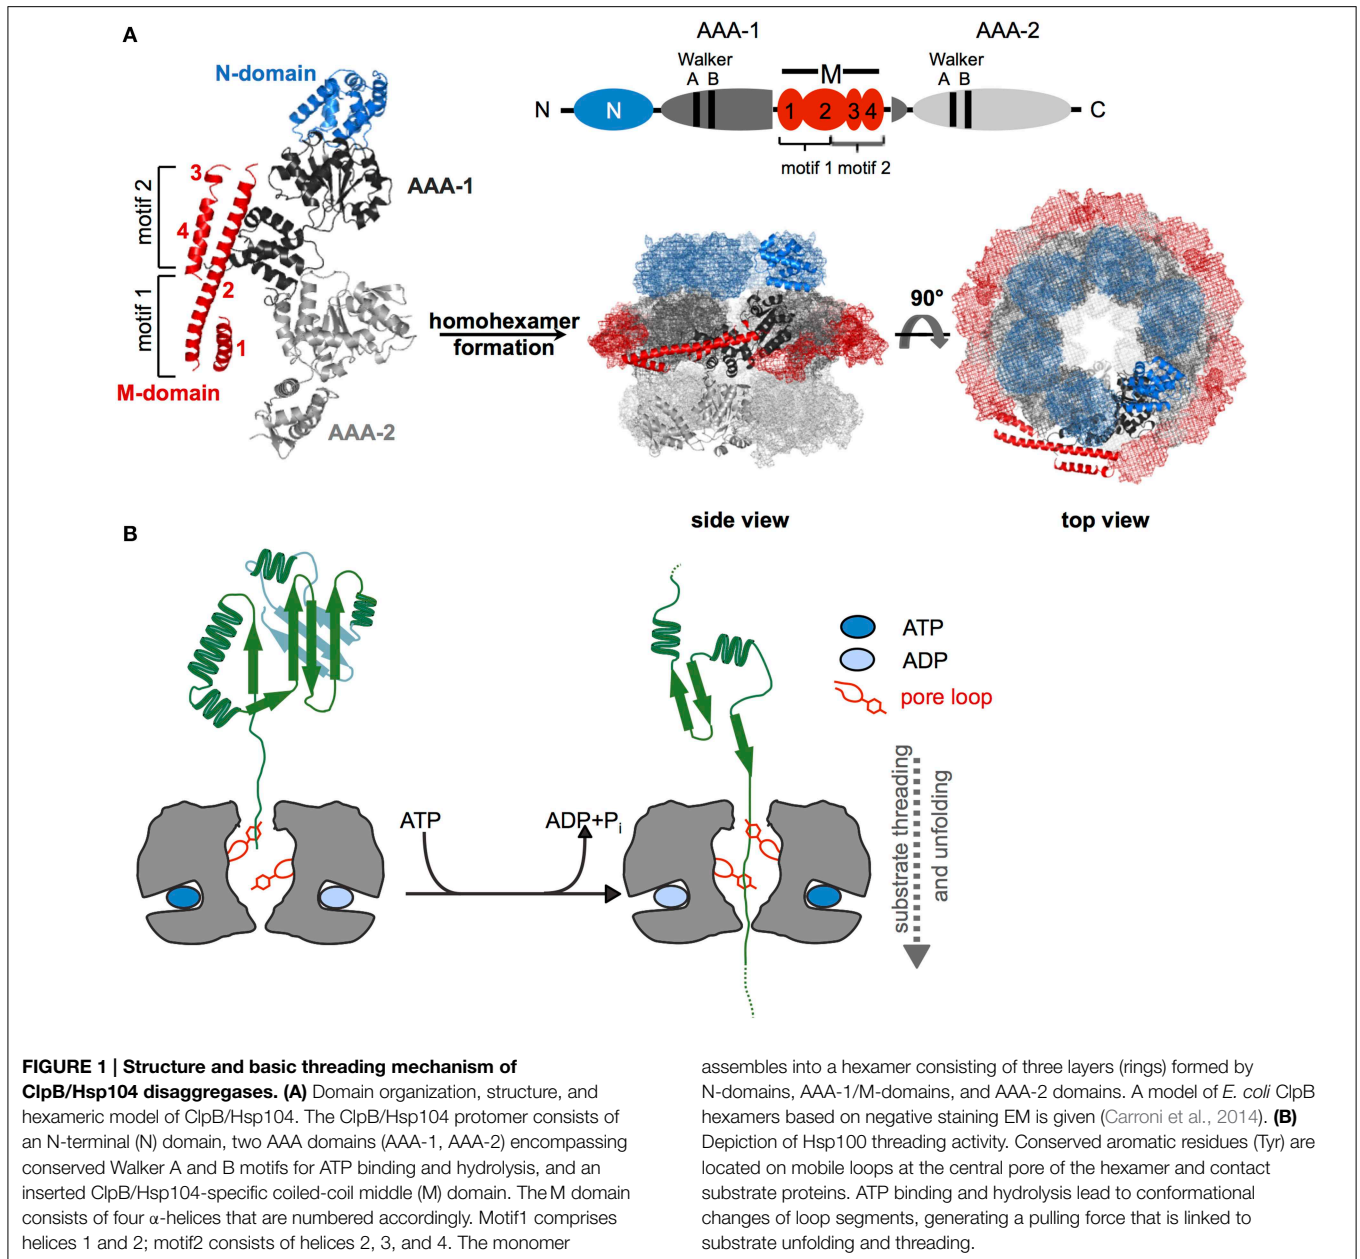 A
N-domain
AAA-1
M-domain
AAA-2
motif 2
motif 1
3
4
2
1
AAA-1
AAA-2
Walker
A B
M
Walker
A B
N
N
1
2
3
4
C
motif 1 motif 2
homohexamer
formation
90°
side view
top view
B
ATP
ADP+Pi
ATP
ADP
pore loop
substrate threading
and unfolding
FIGURE 1 | Structure and basic threading mechanism of
ClpB/Hsp104 disaggregases. (A) Domain organization, structure, and
hexameric model of ClpB/Hsp104. The ClpB/Hsp104 protomer consists of
an N-terminal (N) domain, two AAA domains (AAA-1, AAA-2) encompassing
conserved Walker A and B motifs for ATP binding and hydrolysis, and an
inserted ClpB/Hsp104-specific coiled-coil middle (M) domain. The M domain
consists of four α-helices that are numbered accordingly. Motif1 comprises
helices 1 and 2; motif2 consists of helices 2, 3, and 4. The monomer
assembles into a hexamer consisting of three layers (rings) formed by
N-domains, AAA-1/M-domains, and AAA-2 domains. A model of E. coli ClpB
hexamers based on negative staining EM is given (Carroni et al., 2014). (B)
Depiction of Hsp100 threading activity. Conserved aromatic residues (Tyr) are
located on mobile loops at the central pore of the hexamer and contact
substrate proteins. ATP binding and hydrolysis lead to conformational
changes of loop segments, generating a pulling force that is linked to
substrate unfolding and threading.